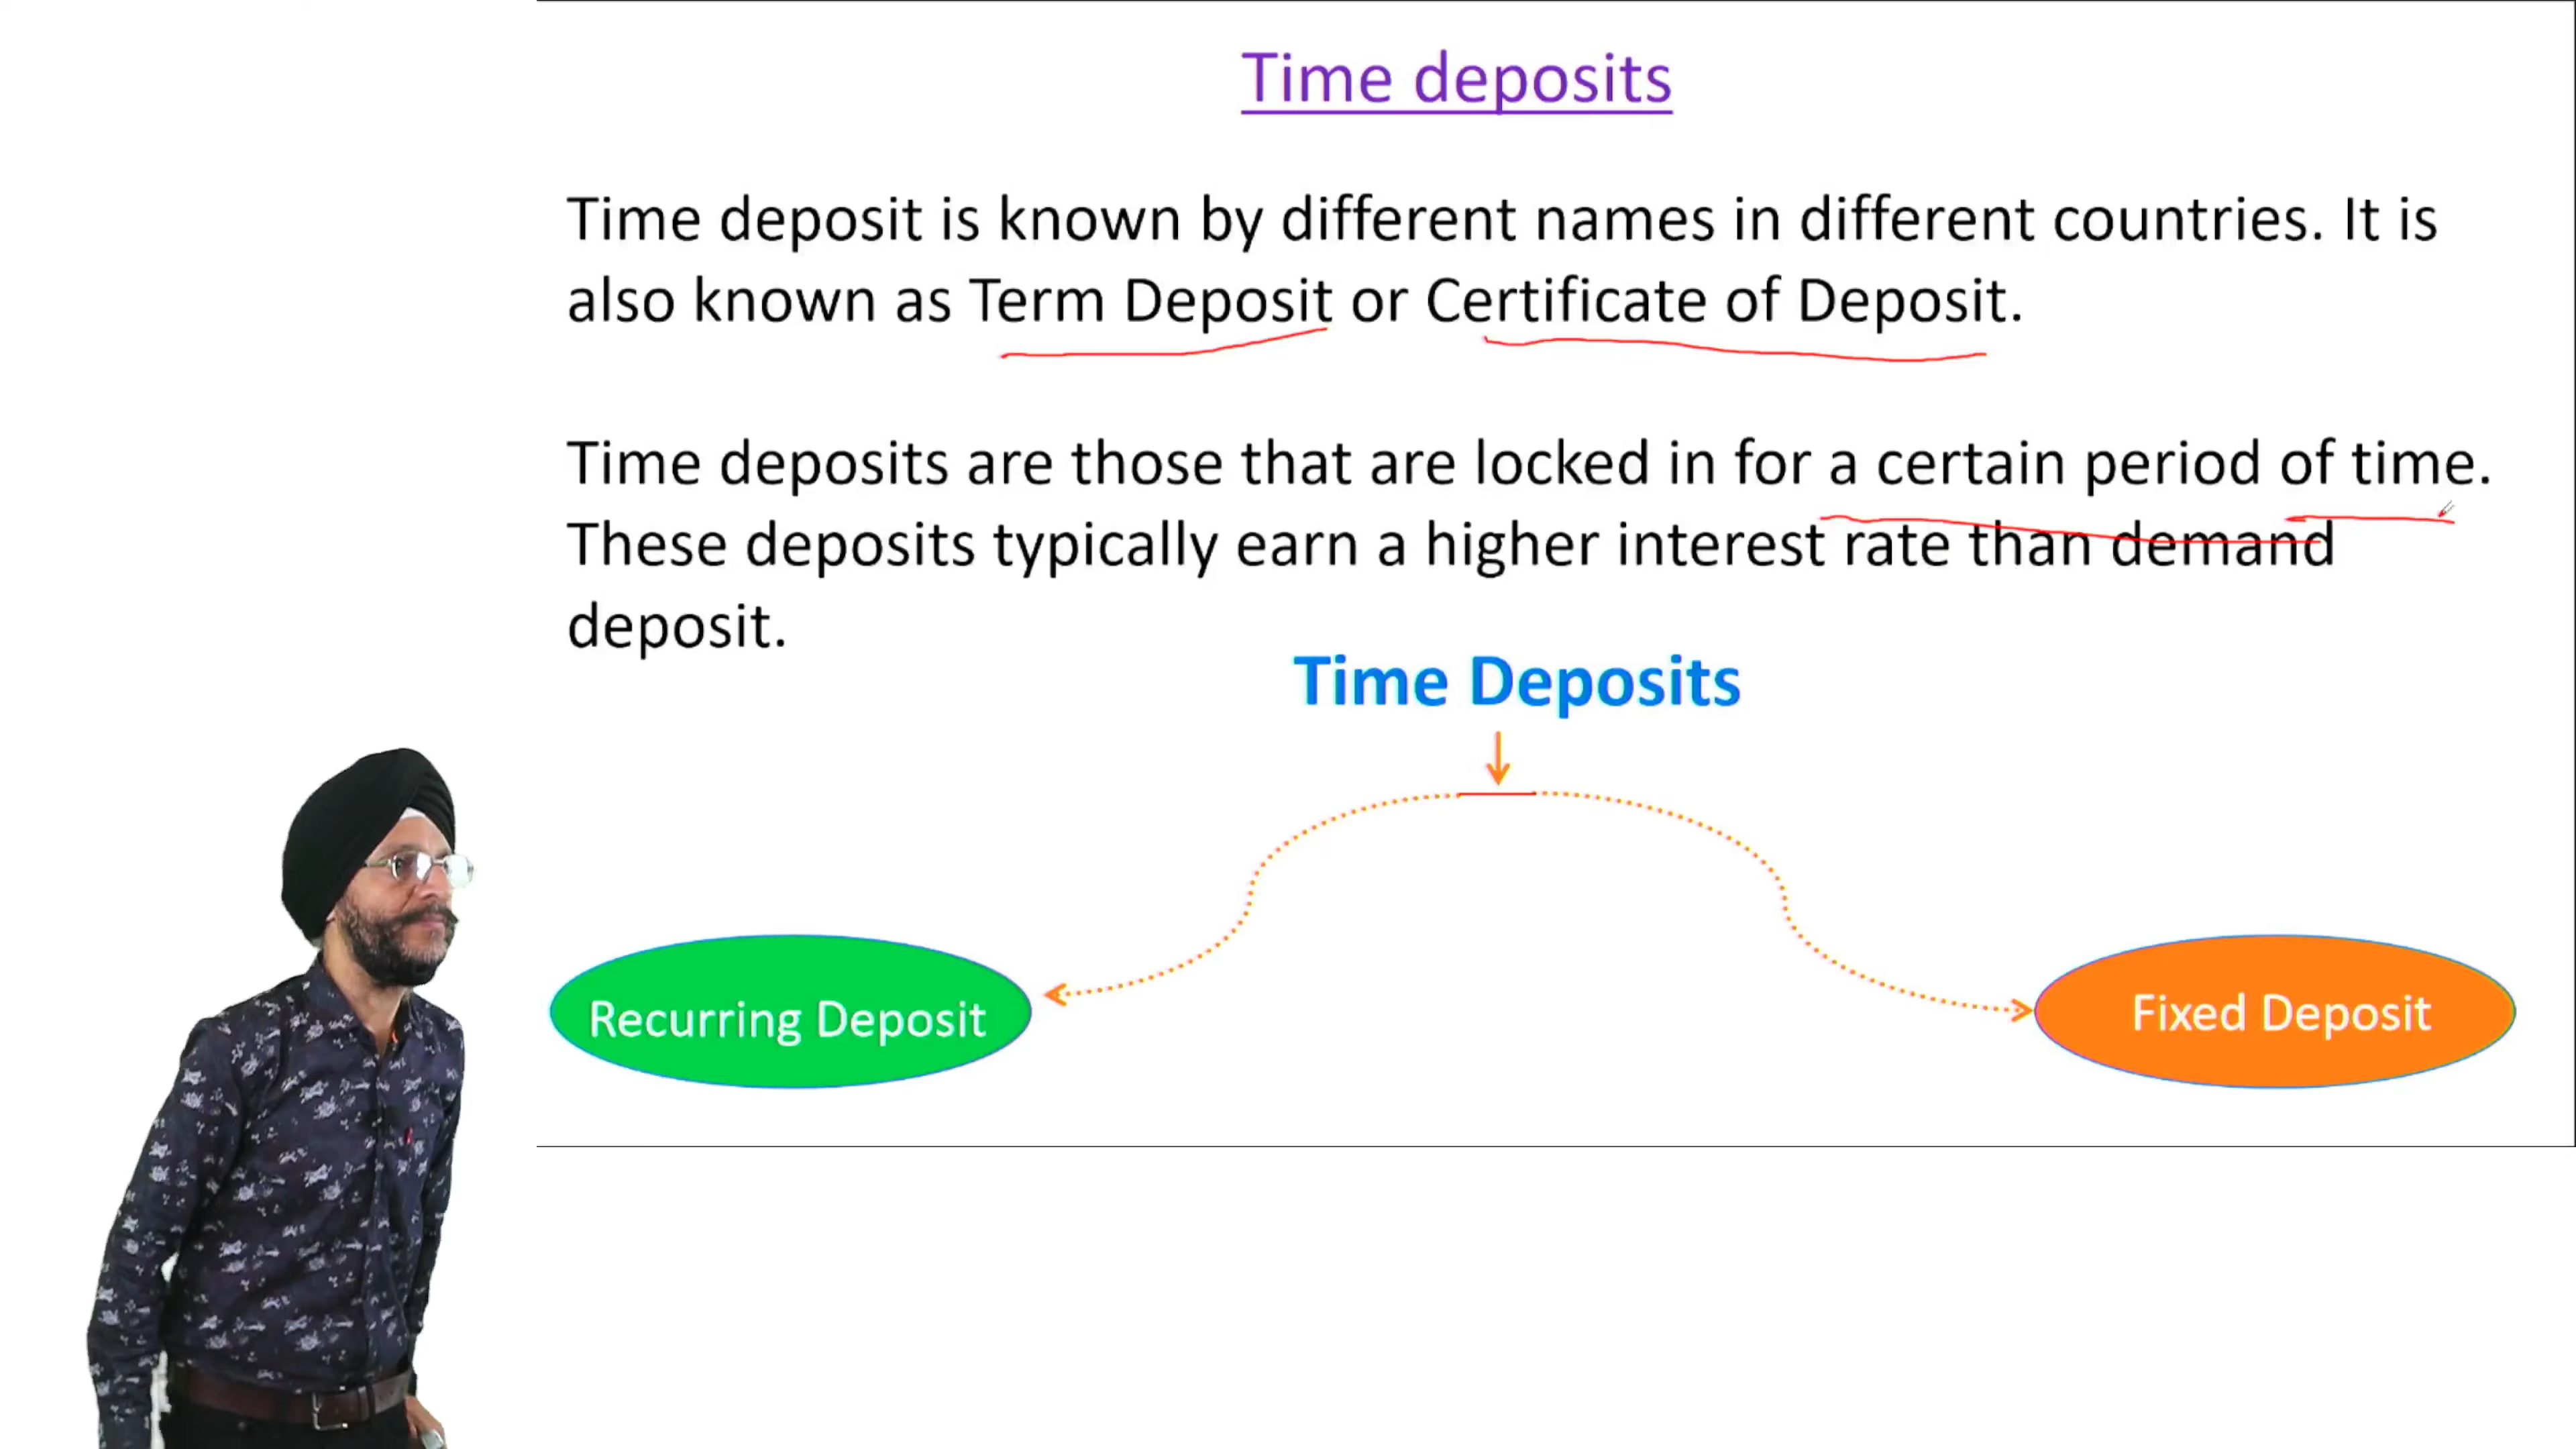 Time deposits
Time deposit is known by different names in different countries. It is
also known as Term Deposit or Certificate of Deposit.
Time deposits are those that are locked in for a certain period of time.
These deposits typically earn a higher interest rate than demand
deposit.
Time Deposits
Recurring Deposit
Fixed Deposit